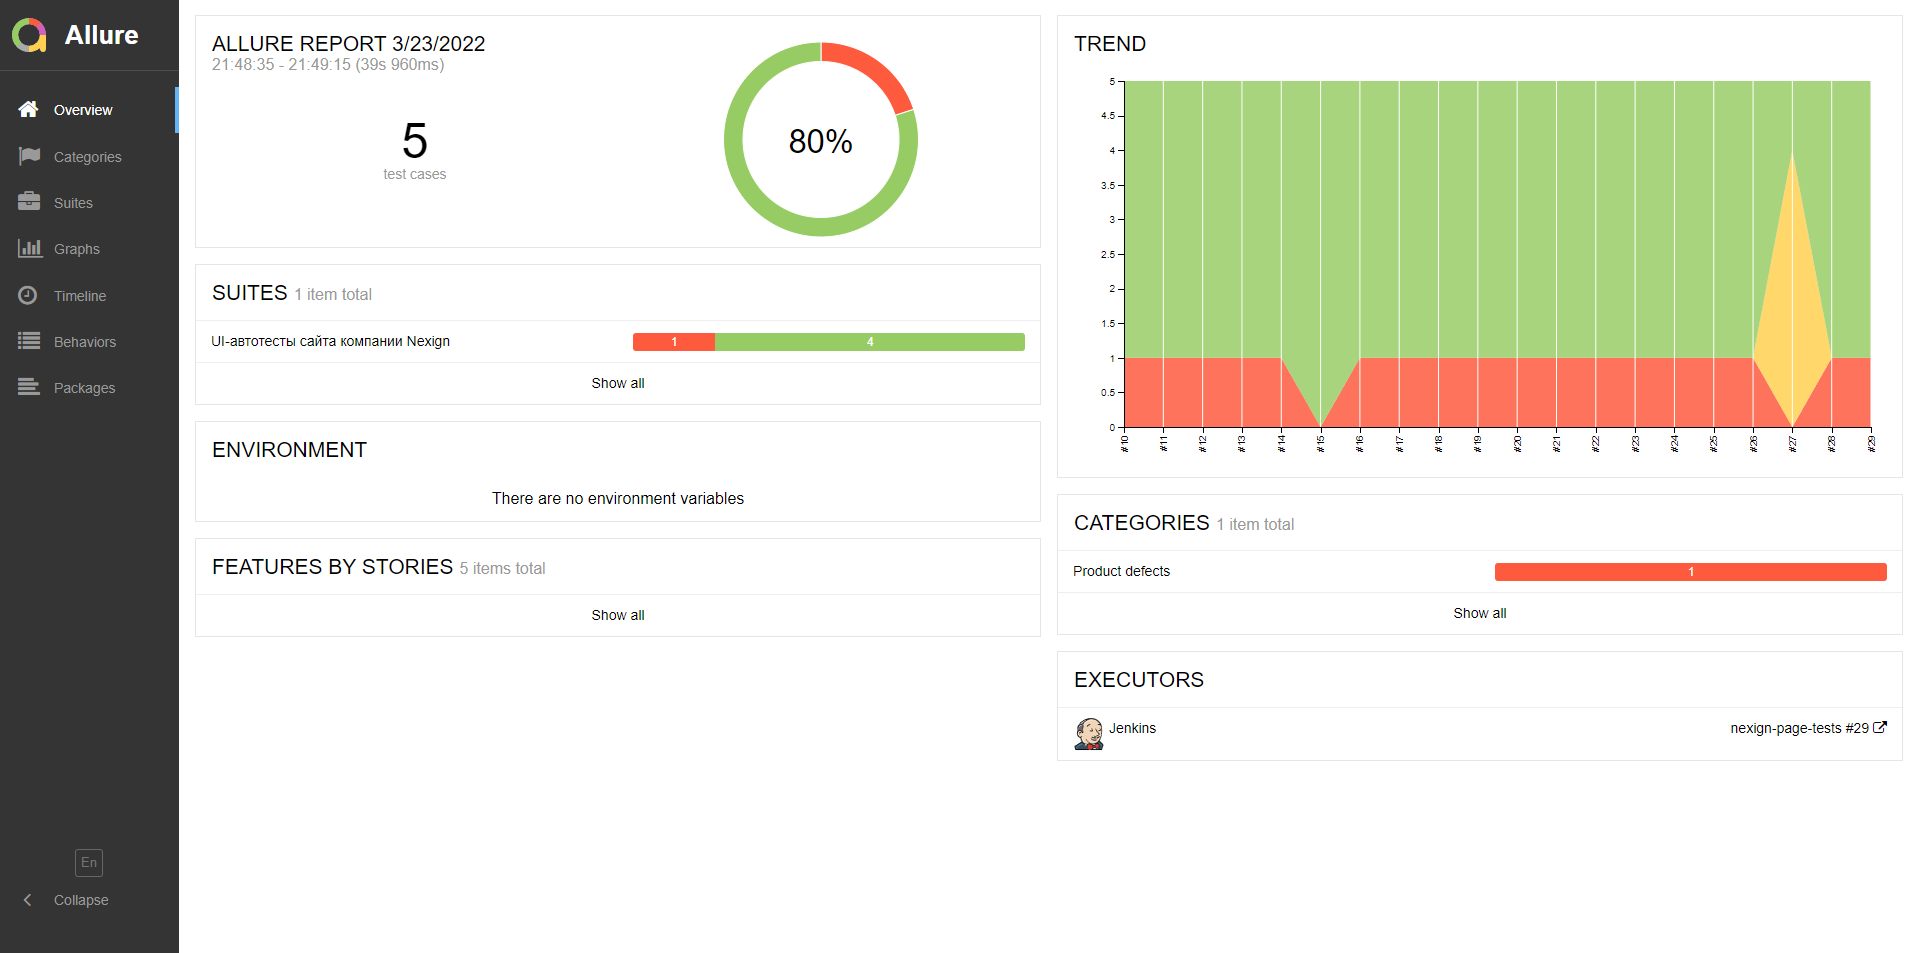 Allure
Overview
Categories
Suites
Graphs
Timeline
Behaviors
Packages
En
Collapse
ALLURE REPORT 3/23/2022
21:48:35 - 21:49:15 (39s 960ms)
5
test cases
80%
SUITES 1 item total
UI-автотесты сайта компании Nexign 1 4
Show all
ENVIRONMENT
There are no environment variables
FEATURES BY STORIES 5 items total
Show all
TREND
5
4.5
4
3.5
3
2.5
2
1.5
1
0.5
0
#10 #11 #12 #13 #14 #15 #16 #17 #18 #19 #20 #21 #22 #23 #24 #25 #26 #27 #28 #29
CATEGORIES 1 item total
Product defects 1
Show all
EXECUTORS
Jenkins nexign-page-tests #29